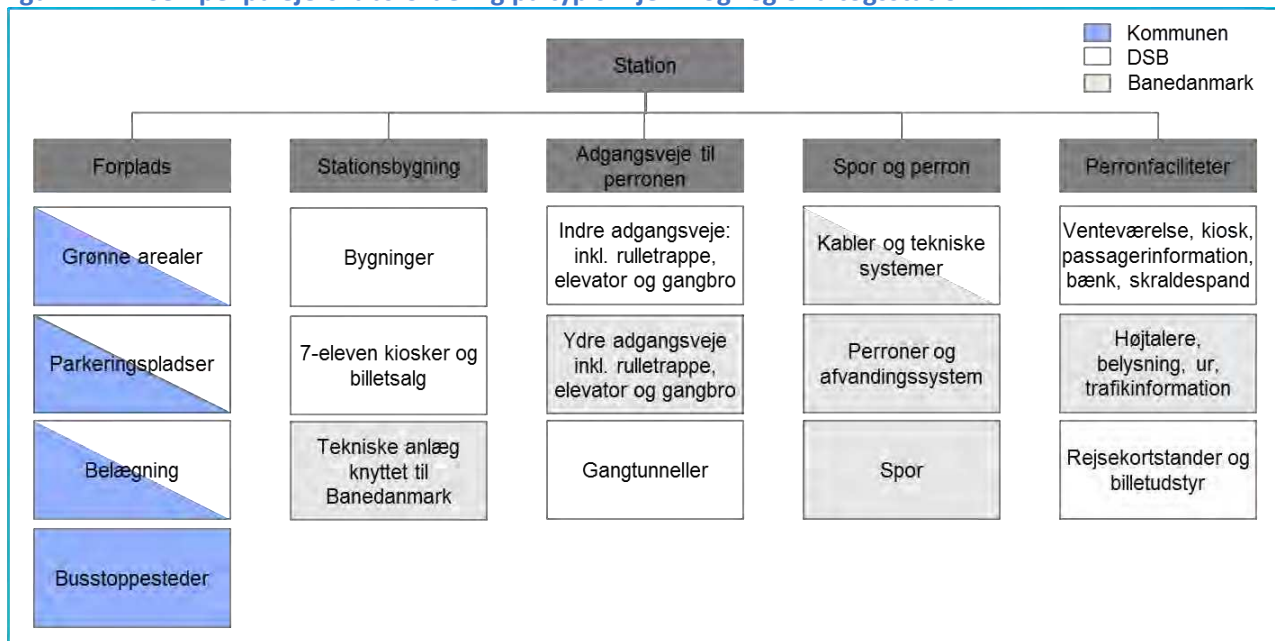 Kommunen
DSB
Banedanmark
Station
Forplads
Stationsbygning
Adgangsveje til
perronen
Spor og perron
Perronfaciliteter
Grønne arealer
Bygninger
Indre adgangsveje:
inkl. rulletrappe,
elevator og gangbro
Kabler og tekniske
systemer
Venteværelse, kiosk,
passagerinformation,
bænk, skraldespand
Parkeringspladser
7-eleven kiosker og
billetsalg
Ydre adgangsveje
inkl. rulletrappe,
elevator og gangbro
Perroner og
afvandingssystem
Højtalere,
belysning, ur,
trafikinformation
Belægning
Tekniske anlæg
knyttet til
Banedanmark
Gangtunneller
Spor
Rejsekortstander og
billetudstyr
Busstoppesteder